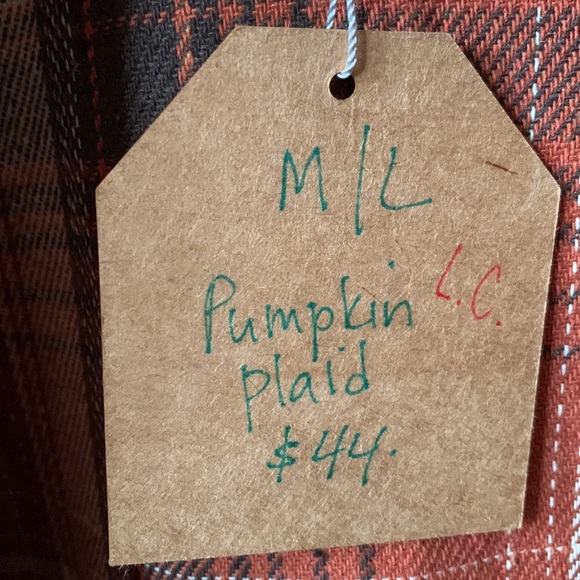 M/L
L.C.
Pumpkin
plaid
$44.